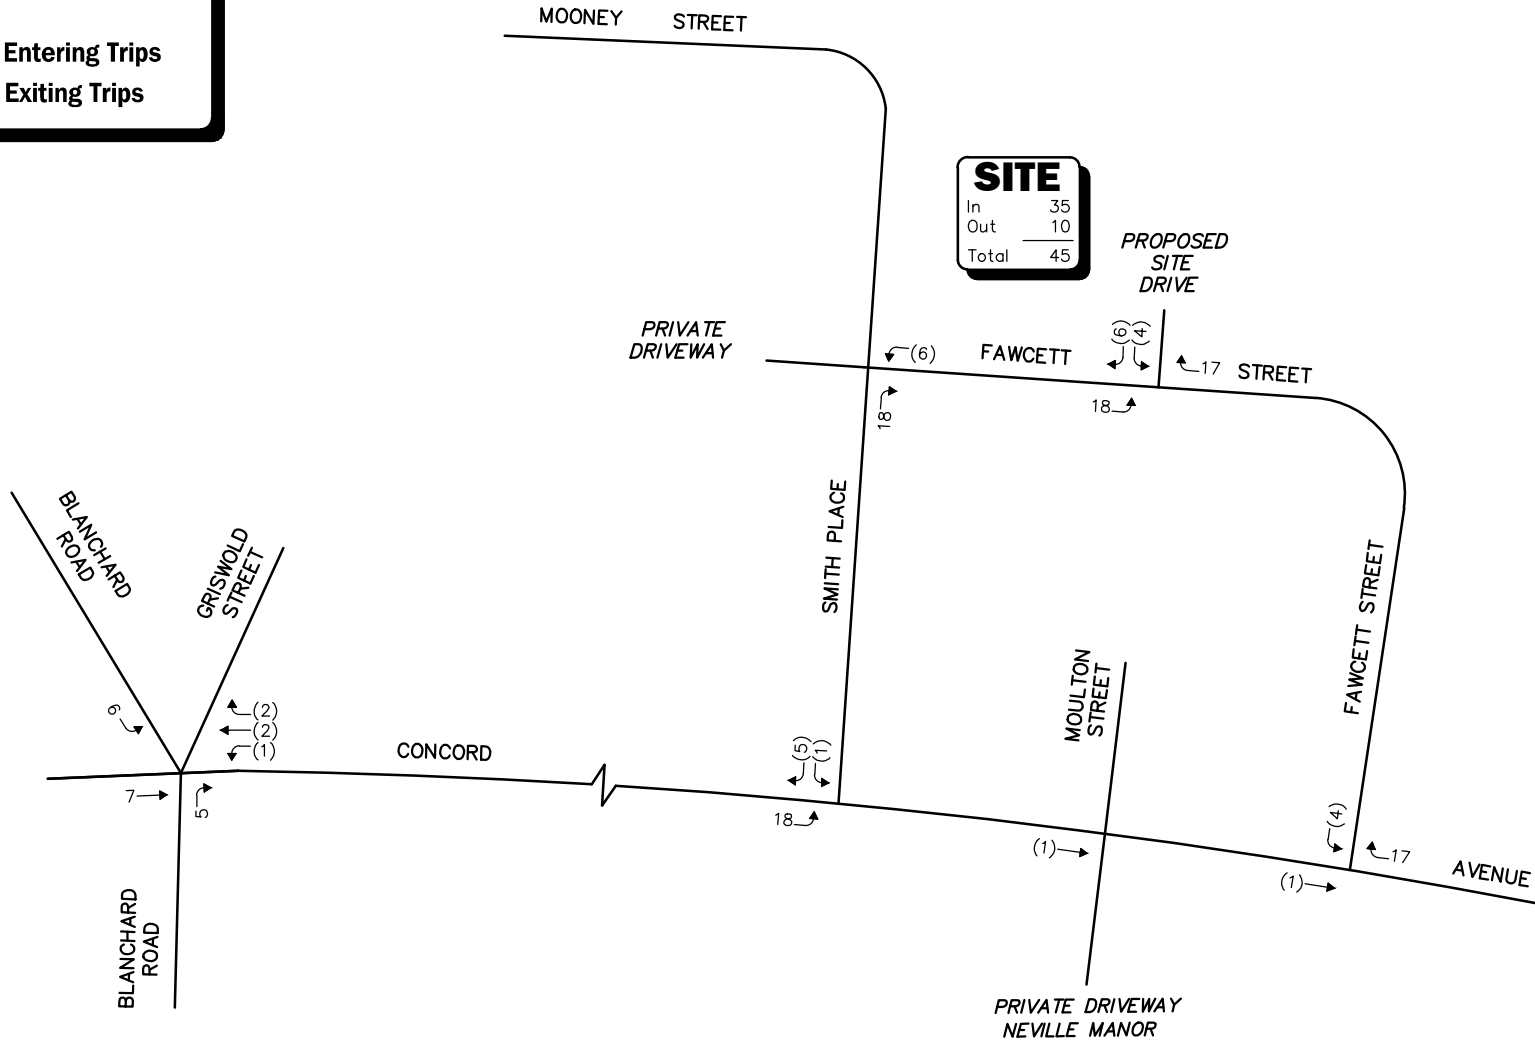 MOONEY STREET
Entering Trips
Exiting Trips
SITE
In 35
Out 10
Total 45
PROPOSED
SITE
DRIVE
PRIVATE
DRIVEWAY
(6)
FAWCETT
(6)
(4)
17
STREET
18
18
BLANCHARD
ROAD
GRISWOLD
STREET
SMITH PLACE
FAWCETT STREET
MOULTON
STREET
6
(2)
(2)
(1)
CONCORD
(5)
(1)
7
5
18
(1)
(4)
17
(1)
AVENUE
BLANCHARD
ROAD
PRIVATE DRIVEWAY
NEVILLE MANOR